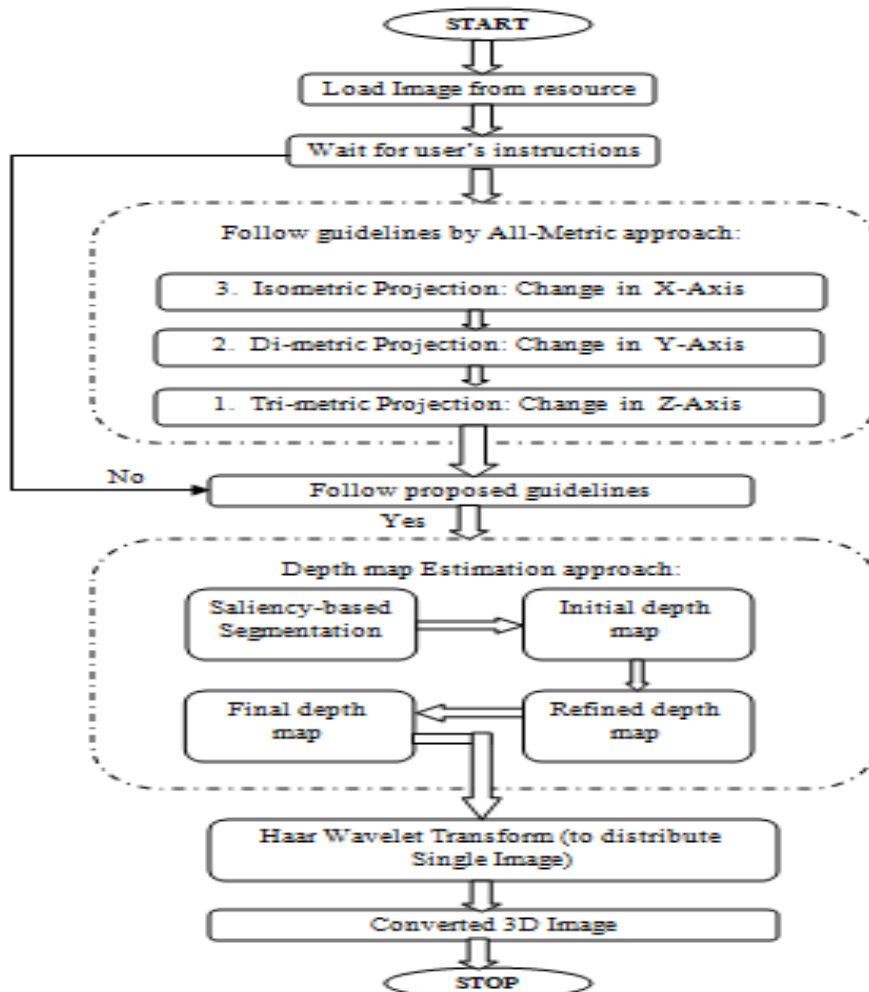 START
Load Image from resource
Wait for user's instructions
Follow guidelines by All-Metric approach:
3. Isometric Projection: Change in X-Axis
2. Di-metric Projection: Change in Y-Axis
1. Tri-metric Projection: Change in Z-Axis
No
Follow proposed guidelines
Yes
Depth map Estimation approach:
Saliency-based
Segmentation
Initial depth
map
Final depth
map
Refined depth
map
Haar Wavelet Transform (to distribute
Single Image)
Converted 3D Image
STOP